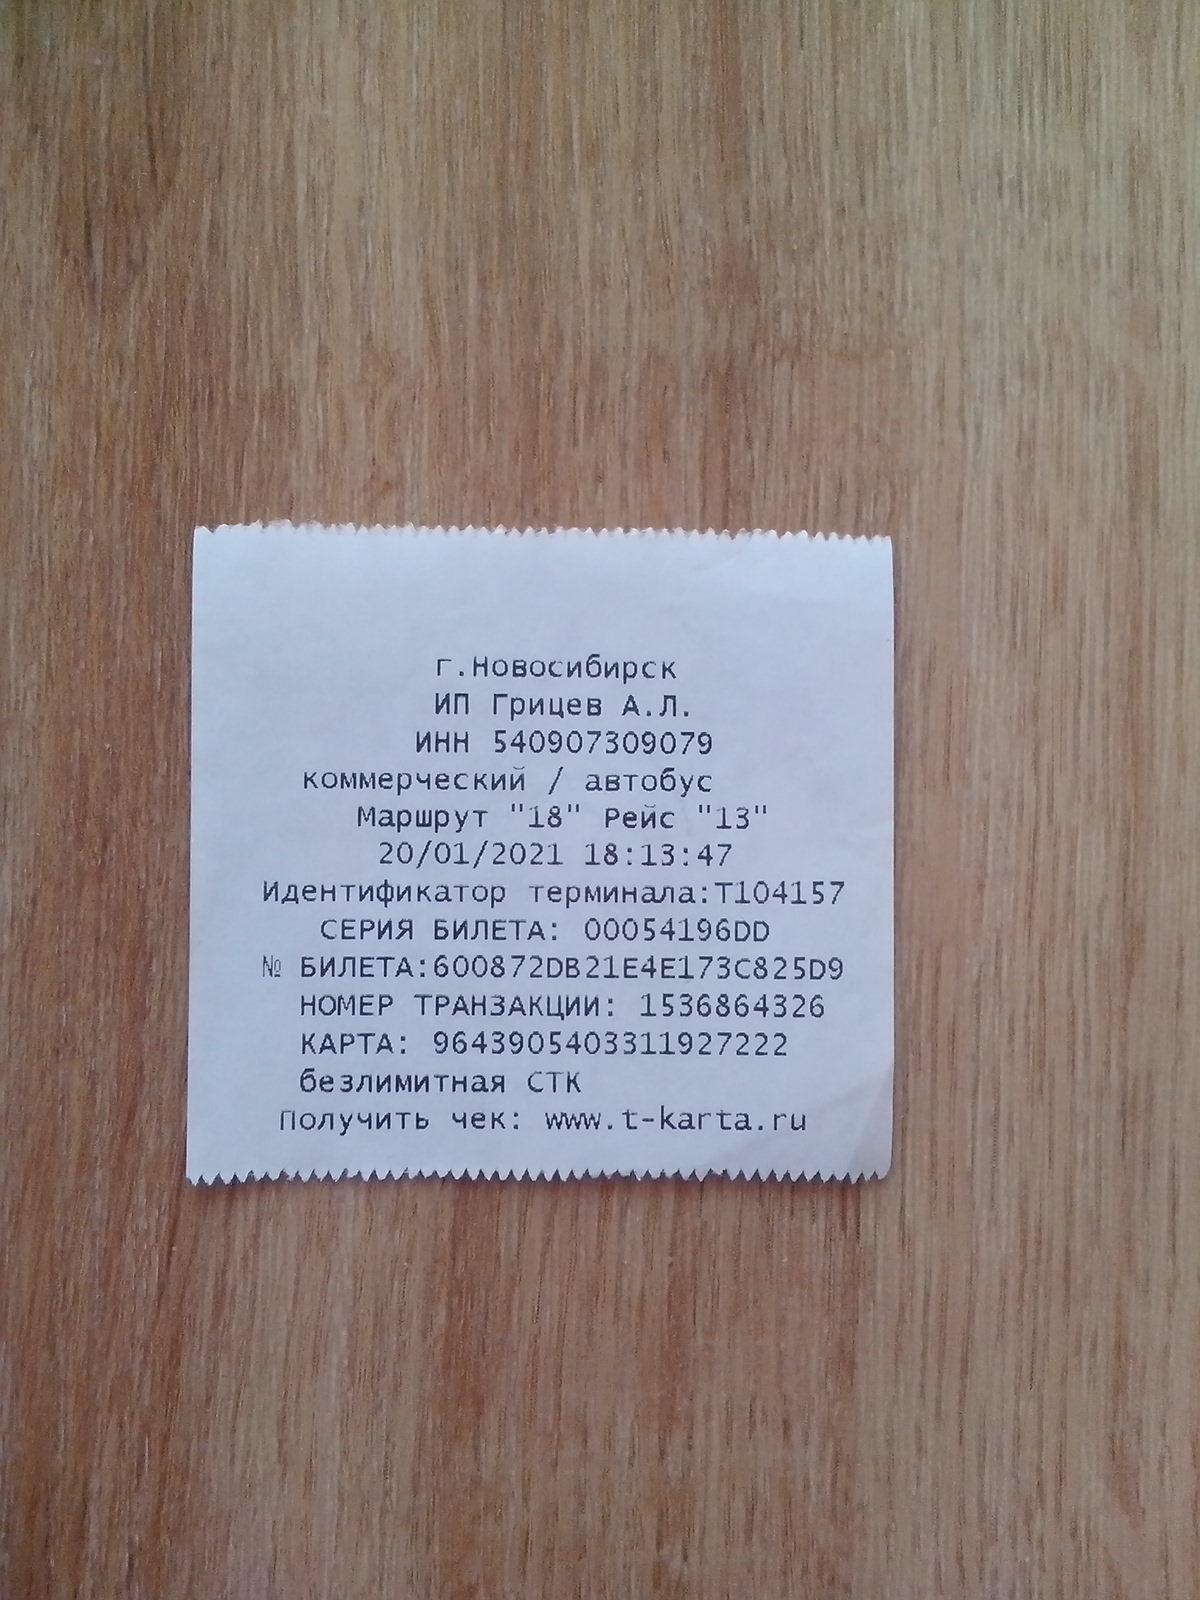 г.Новосибирск
ИП Грицев А.Л.
ИНН 540907309079
коммерческий / автобус
Маршрут "18" Рейс "13"
20/01/2021 18:13:47
Идентификатор терминала:T104157
СЕРИЯ БИЛЕТА: 00054196DD
№ БИЛЕТА:600872DB21E4E173C825D9
НОМЕР ТРАНЗАКЦИИ: 1536864326
КАРТА: 9643905403311927222
безлимитная СТК
Получить чек: www.t-karta.ru